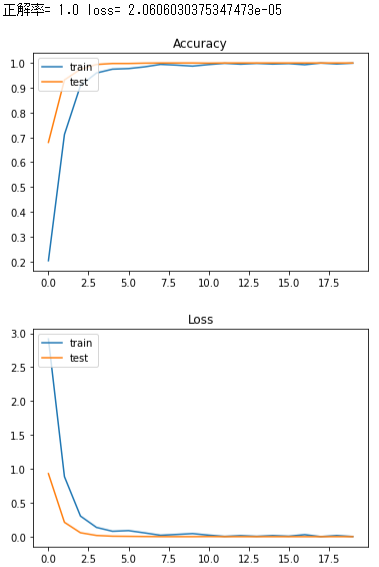 正解率= 1.0 loss= 2.0606030375347473e-05
Accuracy
train
test
1.0
0.9
0.8
0.7
0.6
0.5
0.4
0.3
0.2
0.0 2.5 5.0 7.5 10.0 12.5 15.0 17.5
Loss
train
test
3.0
2.5
2.0
1.5
1.0
0.5
0.0
0.0 2.5 5.0 7.5 10.0 12.5 15.0 17.5